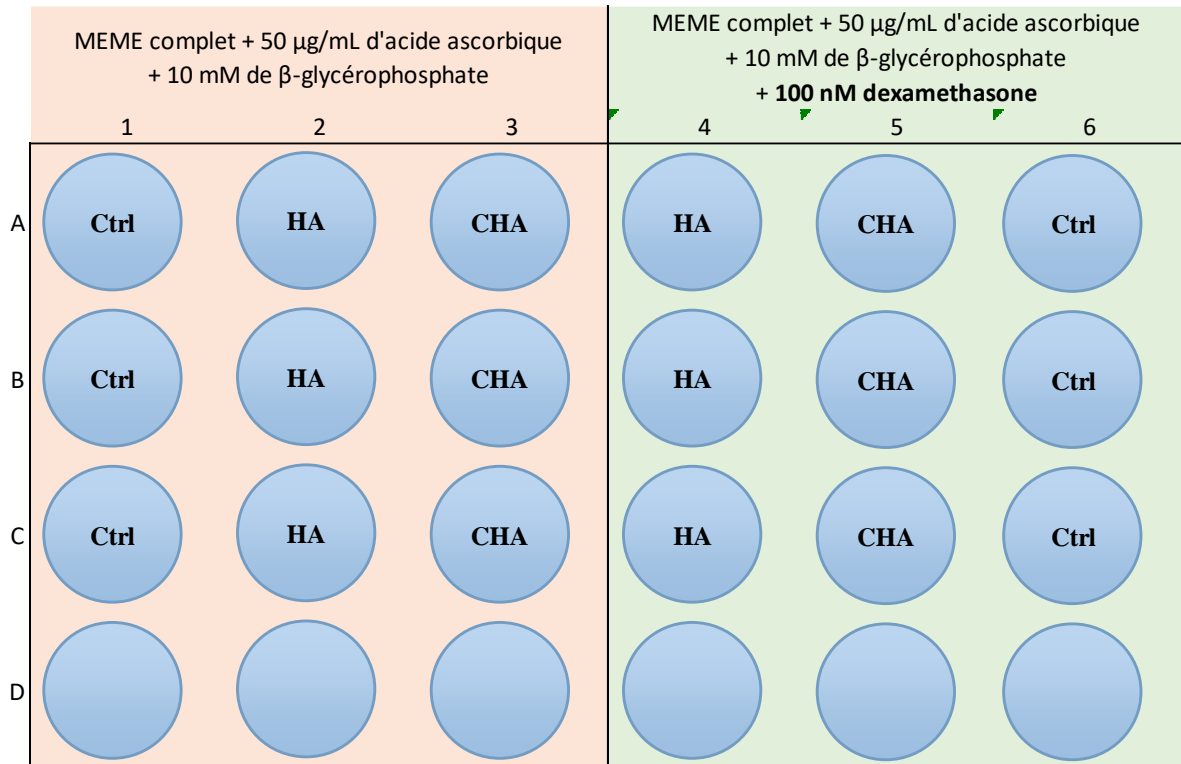 MEME complet + 50 µg/mL d'acide ascorbique
+ 10 mM de β-glycérophosphate
MEME complet + 50 µg/mL d'acide ascorbique
+ 10 mM de β-glycérophosphate
+ 100 nM dexamethasone
1 2 3 4 5 6
A Ctrl HA CHA HA CHA Ctrl
B Ctrl HA CHA HA CHA Ctrl
C Ctrl HA CHA HA CHA Ctrl
D